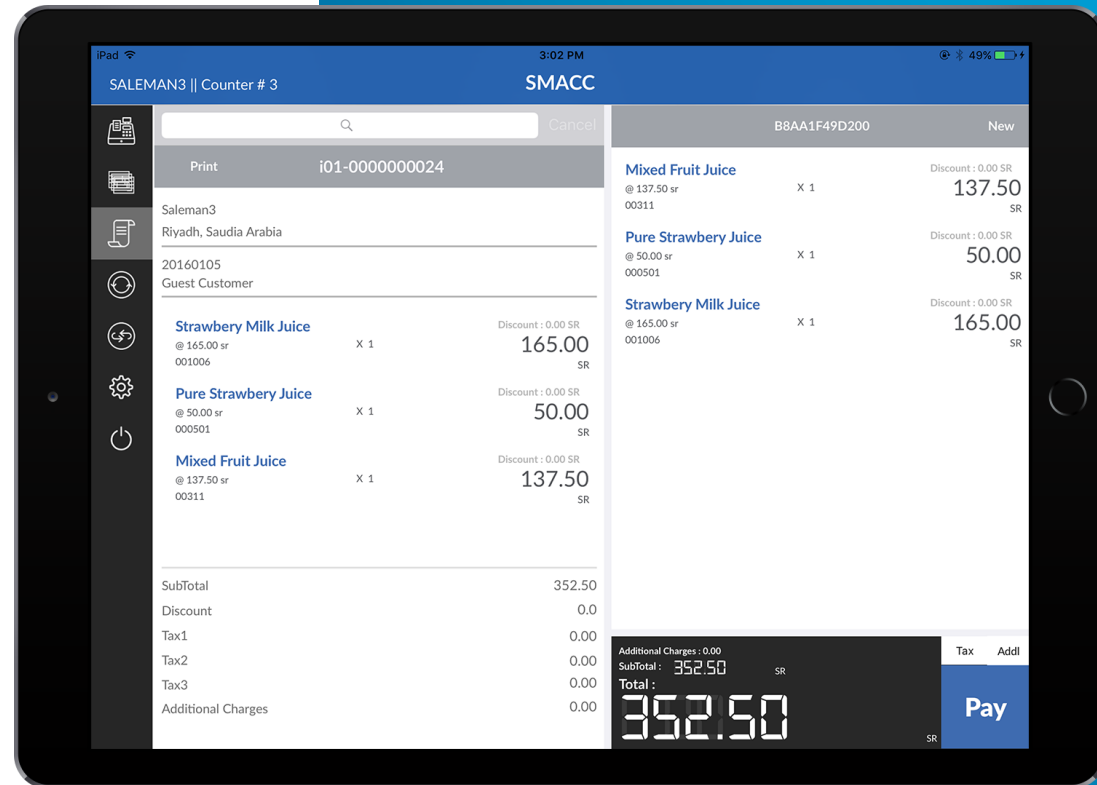 iPad 3:02 PM 49%
SALEMAN3 || Counter # 3 SMACC
Cancel
Print i01-0000000024
Saleman3
Riyadh, Saudia Arabia
20160105
Guest Customer
Strawbery Milk Juice Discount : 0.00 SR
@ 165.00 sr X 1 165.00
001006 SR
Pure Strawbery Juice Discount : 0.00 SR
@ 50.00 sr X 1 50.00
000501 SR
Mixed Fruit Juice Discount : 0.00 SR
@ 137.50 sr X 1 137.50
00311 SR
SubTotal 352.50
Discount 0.0
Tax1 0.00
Tax2 0.00
Tax3 0.00
Additional Charges 0.00
B8AA1F49D200 New
Mixed Fruit Juice Discount : 0.00 SR
@ 137.50 sr X 1 137.50
00311 SR
Pure Strawbery Juice Discount : 0.00 SR
@ 50.00 sr X 1 50.00
000501 SR
Strawbery Milk Juice Discount : 0.00 SR
@ 165.00 sr X 1 165.00
001006 SR
Additional Charges : 0.00
SubTotal : 352.50 SR
Total :
352.50 SR
Tax Addl
Pay